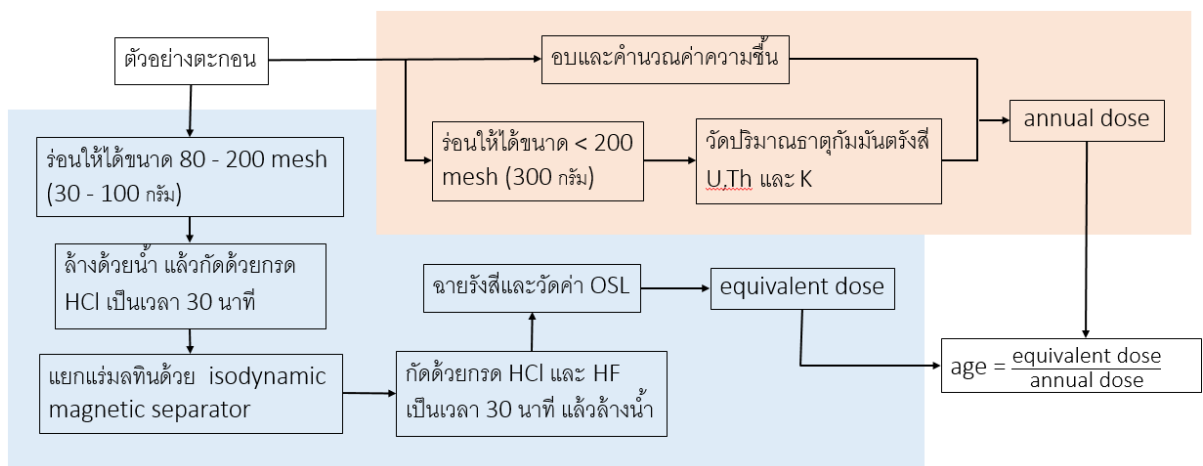 ตัวอย่างตะกอน
อบและคำนวณค่าความชื้น
ร่อนให้ได้ขนาด < 200
mesh (300 กรัม)
วัดปริมาณธาตุกัมมันตรังสี
U,Th และ K
annual dose
ร่อนให้ได้ขนาด 80 - 200 mesh
(30 - 100 กรัม)
ล้างด้วยน้ำ แล้วกัดด้วยกรด
HCl เป็นเวลา 30 นาที
แยกแร่มลทินด้วย isodynamic
magnetic separator
กัดด้วยกรด HCl และ HF
เป็นเวลา 30 นาที แล้วล้างน้ำ
ฉายรังสีและวัดค่า OSL
equivalent dose
age = equivalent dose
annual dose